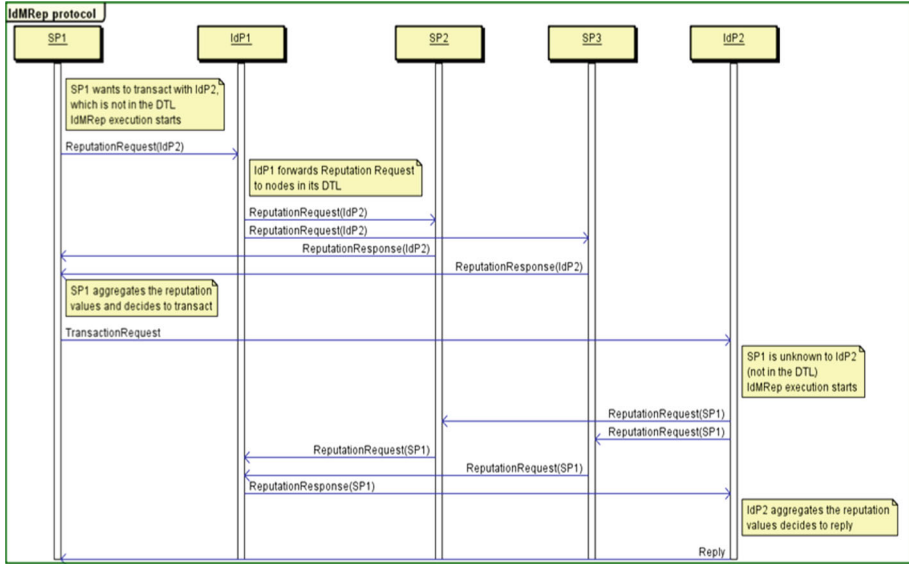 IdMRep protocol
SP1
IdP1
SP2
SP3
IdP2
SP1 wants to transact with IdP2,
which is not in the DTL
IdMRep execution starts
ReputationRequest(IdP2)
IdP1 forwards Reputation Request
to nodes in its DTL
ReputationRequest(IdP2)
ReputationRequest(IdP2)
ReputationResponse(IdP2)
ReputationResponse(IdP2)
SP1 aggregates the reputation
values and decides to transact
TransactionRequest
SP1 is unknown to IdP2
(not in the DTL)
IdMRep execution starts
ReputationRequest(SP1)
ReputationRequest(SP1)
ReputationRequest(SP1)
ReputationRequest(SP1)
ReputationResponse(SP1)
IdP2 aggregates the reputation
values decides to reply
Reply